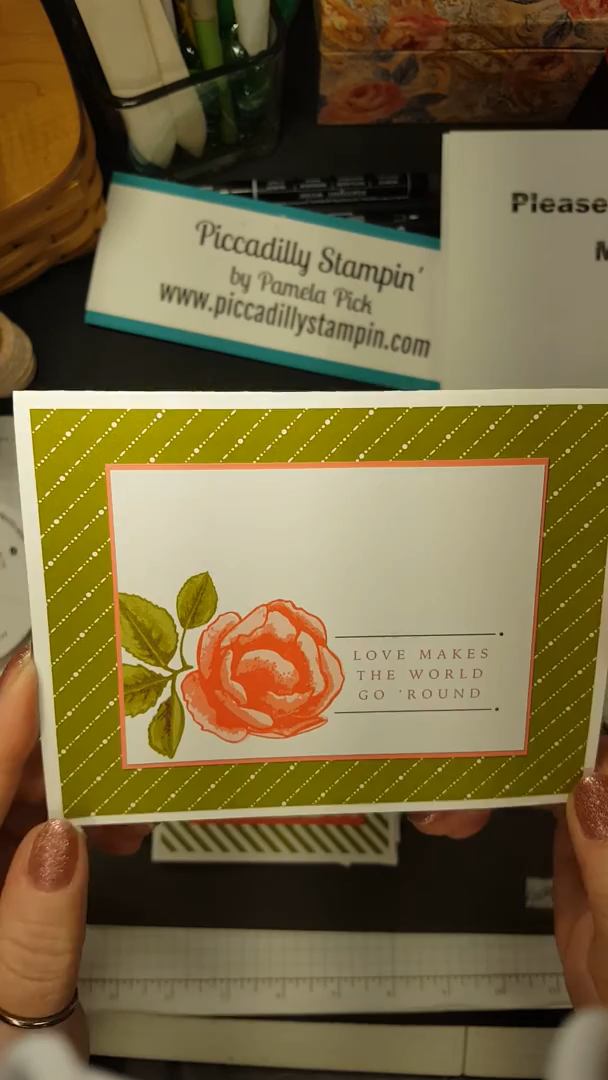 Please
M
Piccadilly Stampin'
by Pamela Pick
www.piccadillystampin.com
LOVE MAKES
THE WORLD
GO 'ROUND